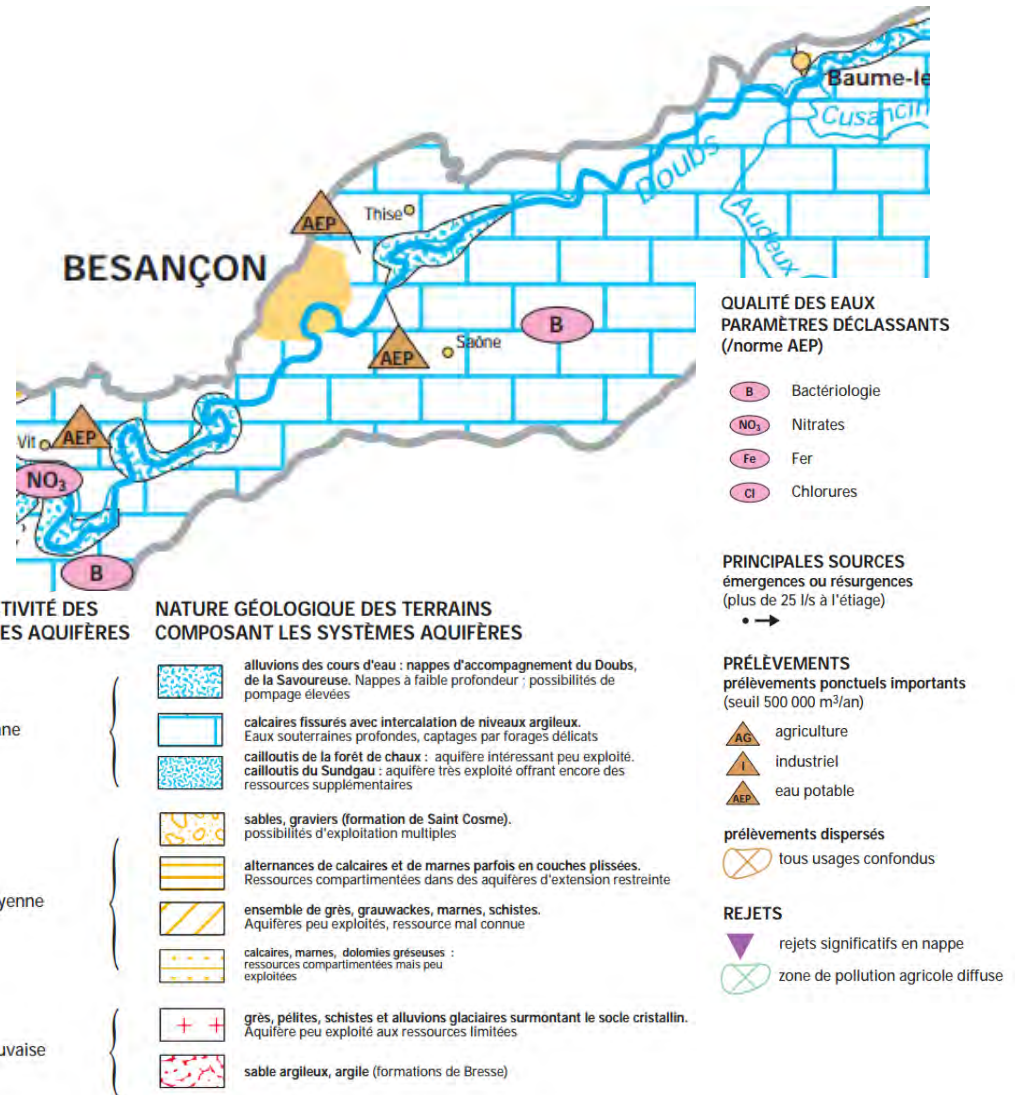 Baume-le
Cusancin
Doubs
Audeux
AEP
Thise
BESANÇON
B
AEP
Saône
Vit
AEP
NO₃
B
QUALITÉ DES EAUX
PARAMÈTRES DÉCLASSANTS
(/norme AEP)
B Bactériologie
NO₃ Nitrates
Fe Fer
Cl Chlorures
PRINCIPALES SOURCES
émergences ou résurgences
(plus de 25 l/s à l'étiage)
PRÉLÈVEMENTS
prélèvements ponctuels importants
(seuil 500 000 m³/an)
AG agriculture
I industriel
AEP eau potable
prélèvements dispersés
tous usages confondus
REJETS
rejets significatifs en nappe
zone de pollution agricole diffuse
TIVITÉ DES
ES AQUIFÈRES
ne
yenne
uvaise
NATURE GÉOLOGIQUE DES TERRAINS
COMPOSANT LES SYSTÈMES AQUIFÈRES
alluvions des cours d'eau : nappes d'accompagnement du Doubs,
de la Savoureuse. Nappes à faible profondeur ; possibilités de
pompage élevées
calcaires fissurés avec intercalation de niveaux argileux.
Eaux souterraines profondes, captages par forages délicats
cailloutis de la forêt de chaux : aquifère intéressant peu exploité.
cailloutis du Sundgau : aquifère très exploité offrant encore des
ressources supplémentaires
sables, graviers (formation de Saint Cosme).
possibilités d'exploitation multiples
alternances de calcaires et de marnes parfois en couches plissées.
Ressources compartimentées dans des aquifères d'extension restreinte
ensemble de grès, grauwackes, marnes, schistes.
Aquifères peu exploités, ressource mal connue
calcaires, marnes, dolomies gréseuses :
ressources compartimentées mais peu
exploitées
grès, pélites, schistes et alluvions glaciaires surmontant le socle cristallin.
Aquifère peu exploité aux ressources limitées
sable argileux, argile (formations de Bresse)